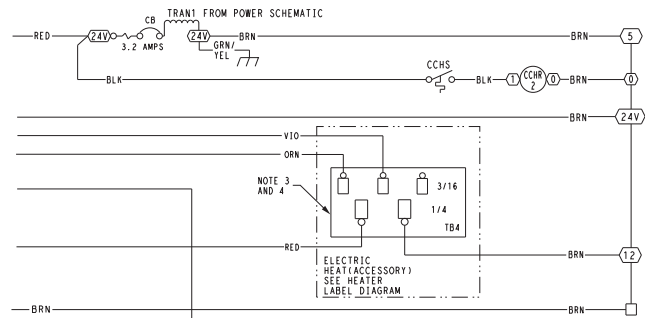 TRAN1 FROM POWER SCHEMATIC
CB
RED 24V 24V BRN BRN 5
3.2 AMPS
GRN/
YEL
CCHS
BLK BLK 1 CCHR 0 BRN 0
2
BRN 24V
VIO
ORN
NOTE 3
AND 4
3/16
1/4
TB4
RED
BRN 12
ELECTRIC
HEAT(ACCESSORY)
SEE HEATER
LABEL DIAGRAM
BRN BRN